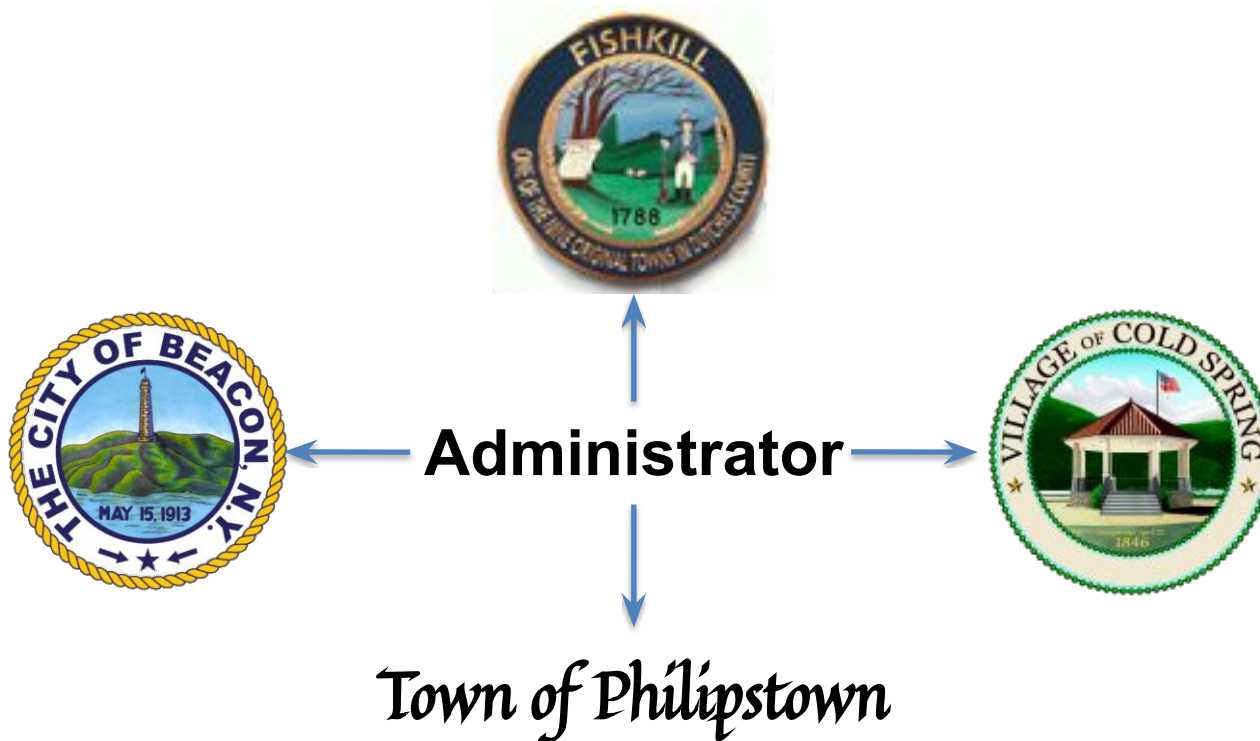 FISHKILL
1788
ONE OF THE NINE ORIGINAL TOWNS IN DUTCHESS COUNTY
THE CITY OF BEACON, N.Y.
MAY 15, 1913
Administrator
VILLAGE OF COLD SPRING
1846
Town of Philipstown